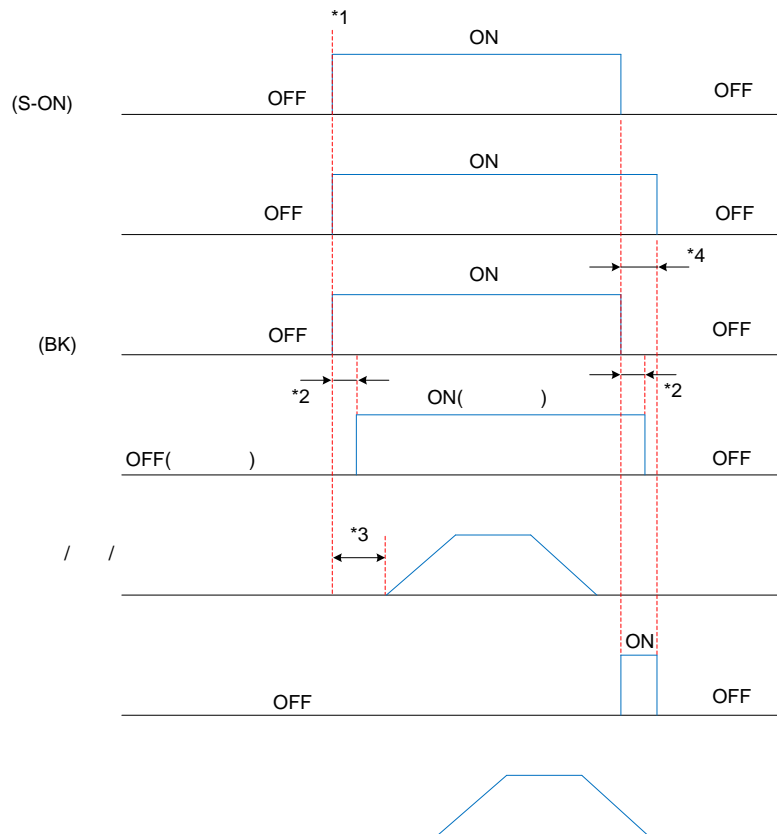 *1
ON
(S-ON) OFF OFF
ON
OFF OFF
*4
ON
(BK) OFF OFF
*2 *2
ON( )
OFF( ) OFF
*3
/ /
ON
OFF OFF